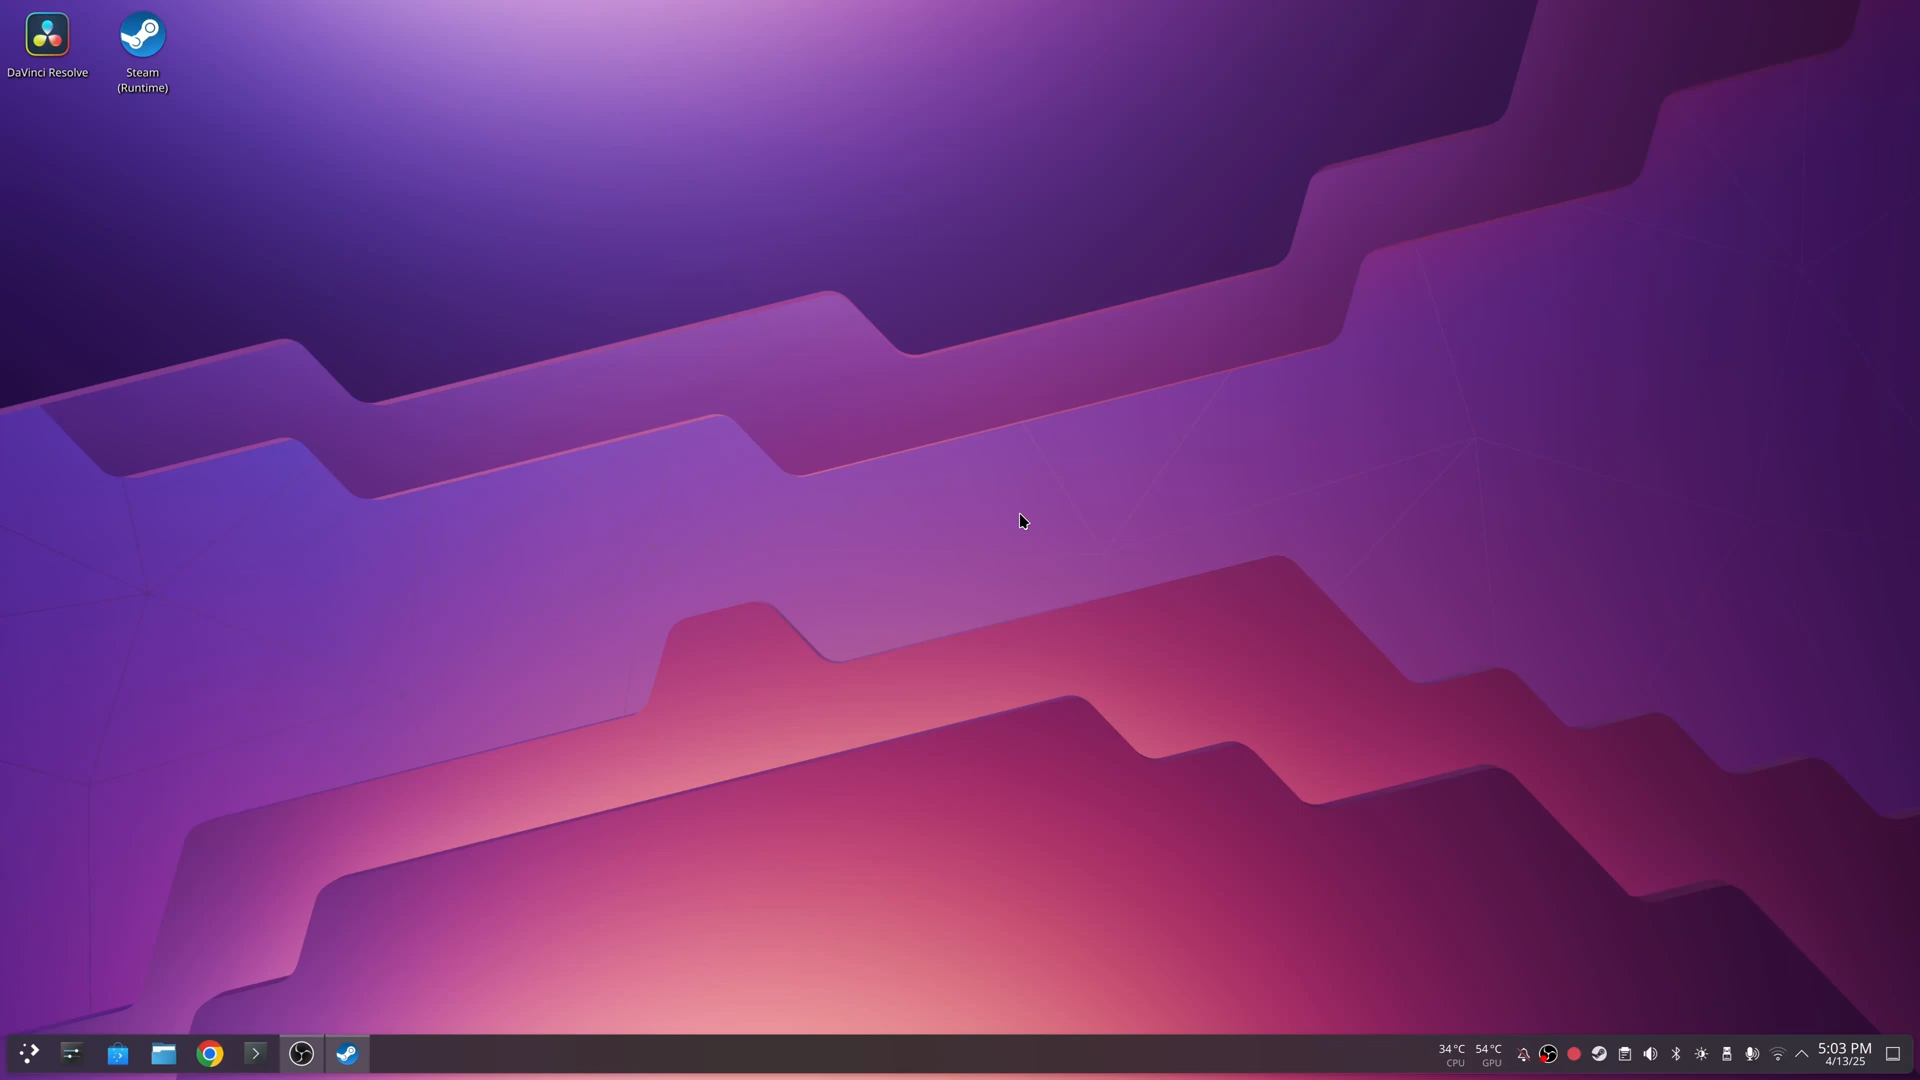 DaVinci Resolve
Steam
(Runtime)
34°C
CPU
54°C
GPU
5:03 PM
4/13/25